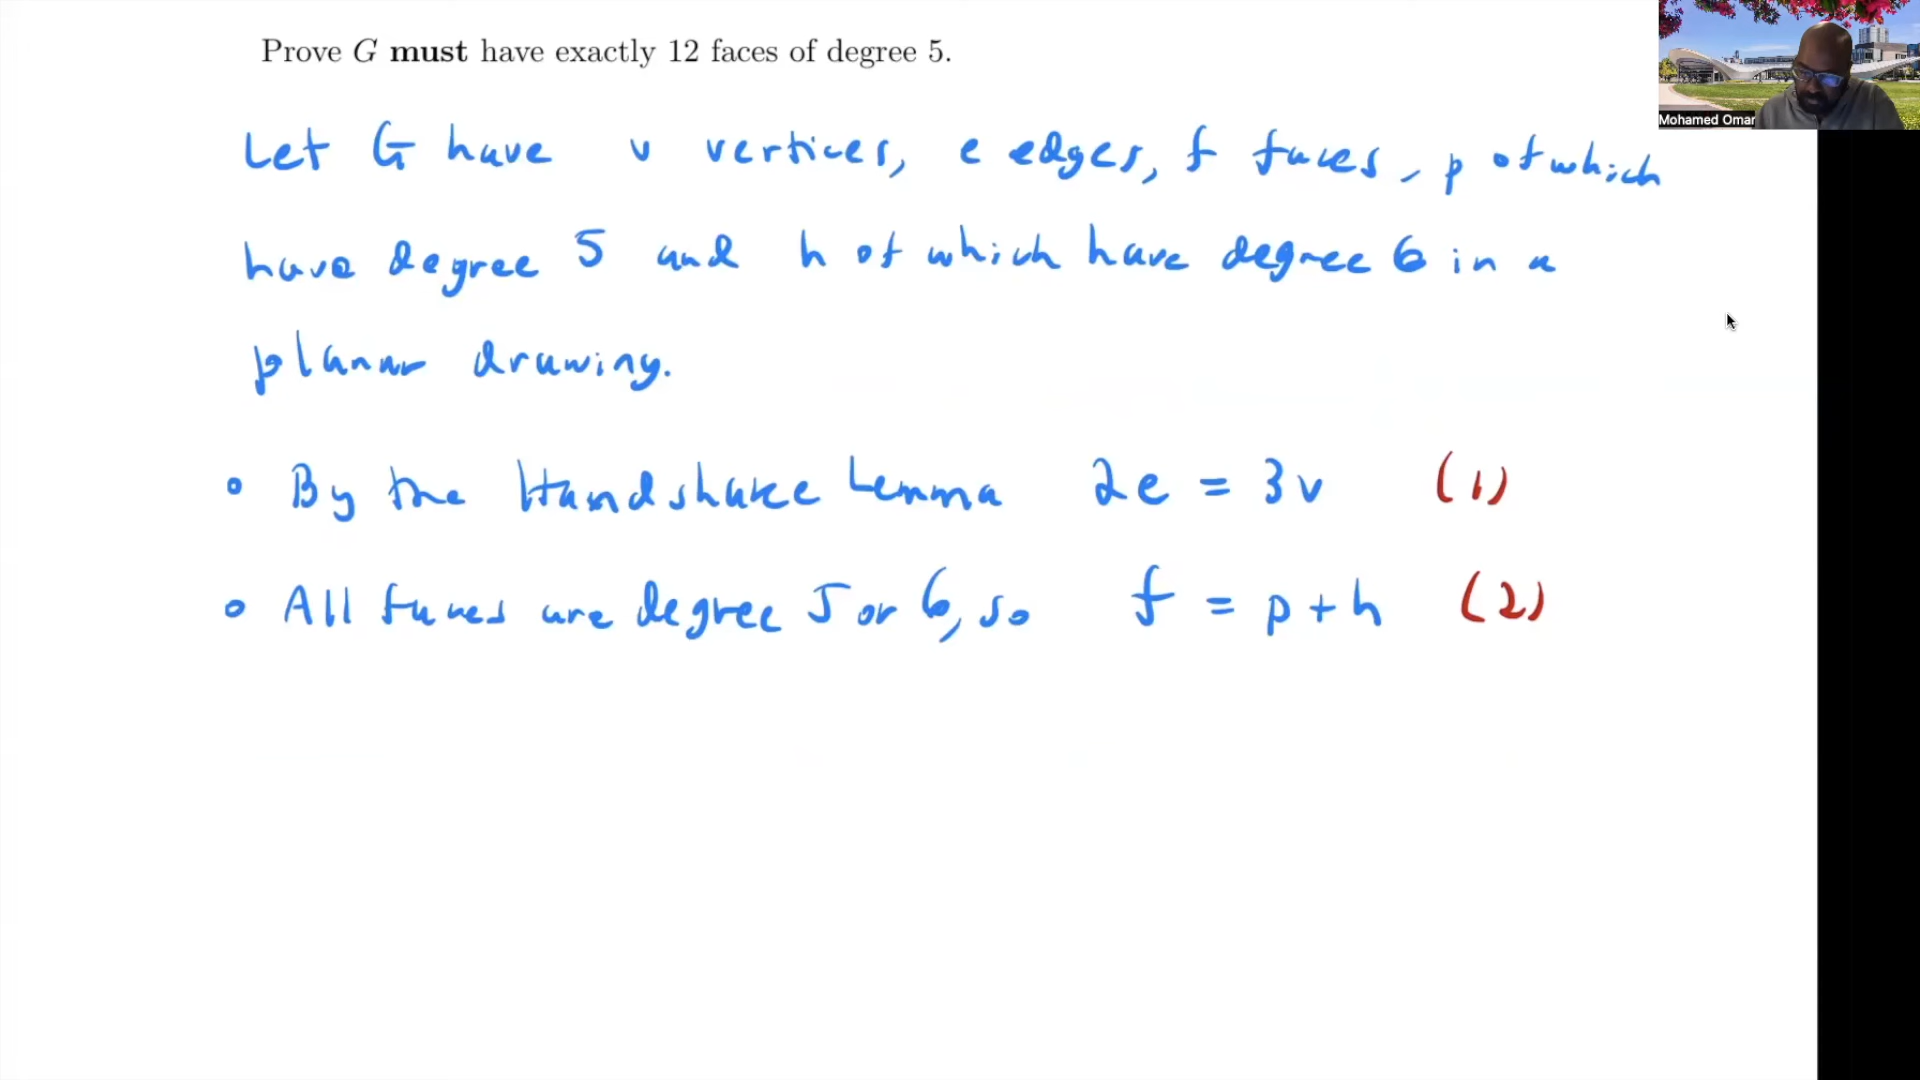 Prove G must have exactly 12 faces of degree 5.
Mohamed Omar
Let G have v vertices, e edges, f faces, p of which
have degree 5 and h of which have degree 6 in a
planar drawing.
• By the Handshake Lemma 2e = 3v (1)
• All faces are degree 5 or 6, so f = p + h (2)